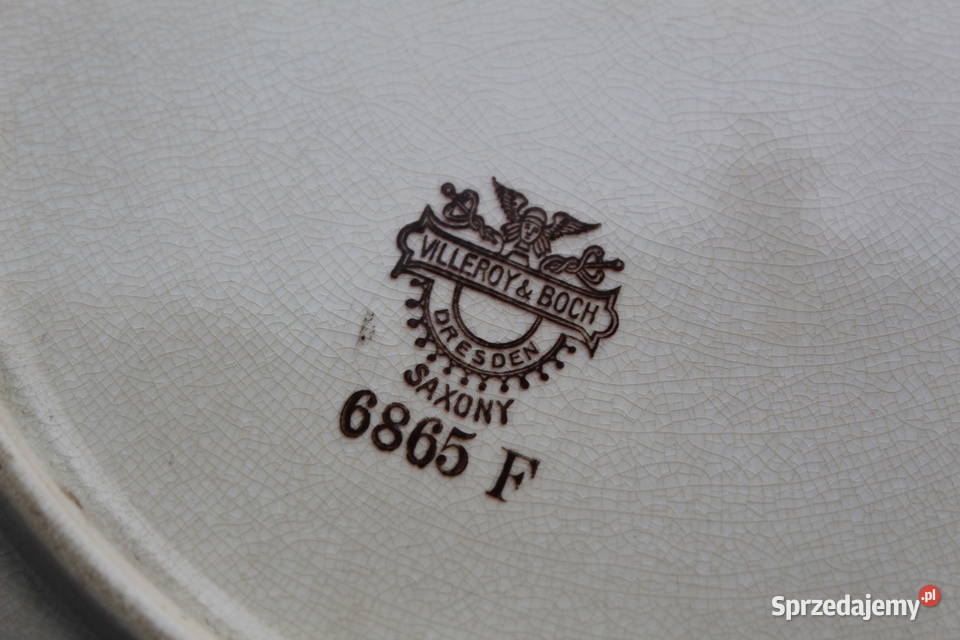 VILLEROY & BOCH
DRESDEN
SAXONY
6865 F
Sprzedajemy.pl